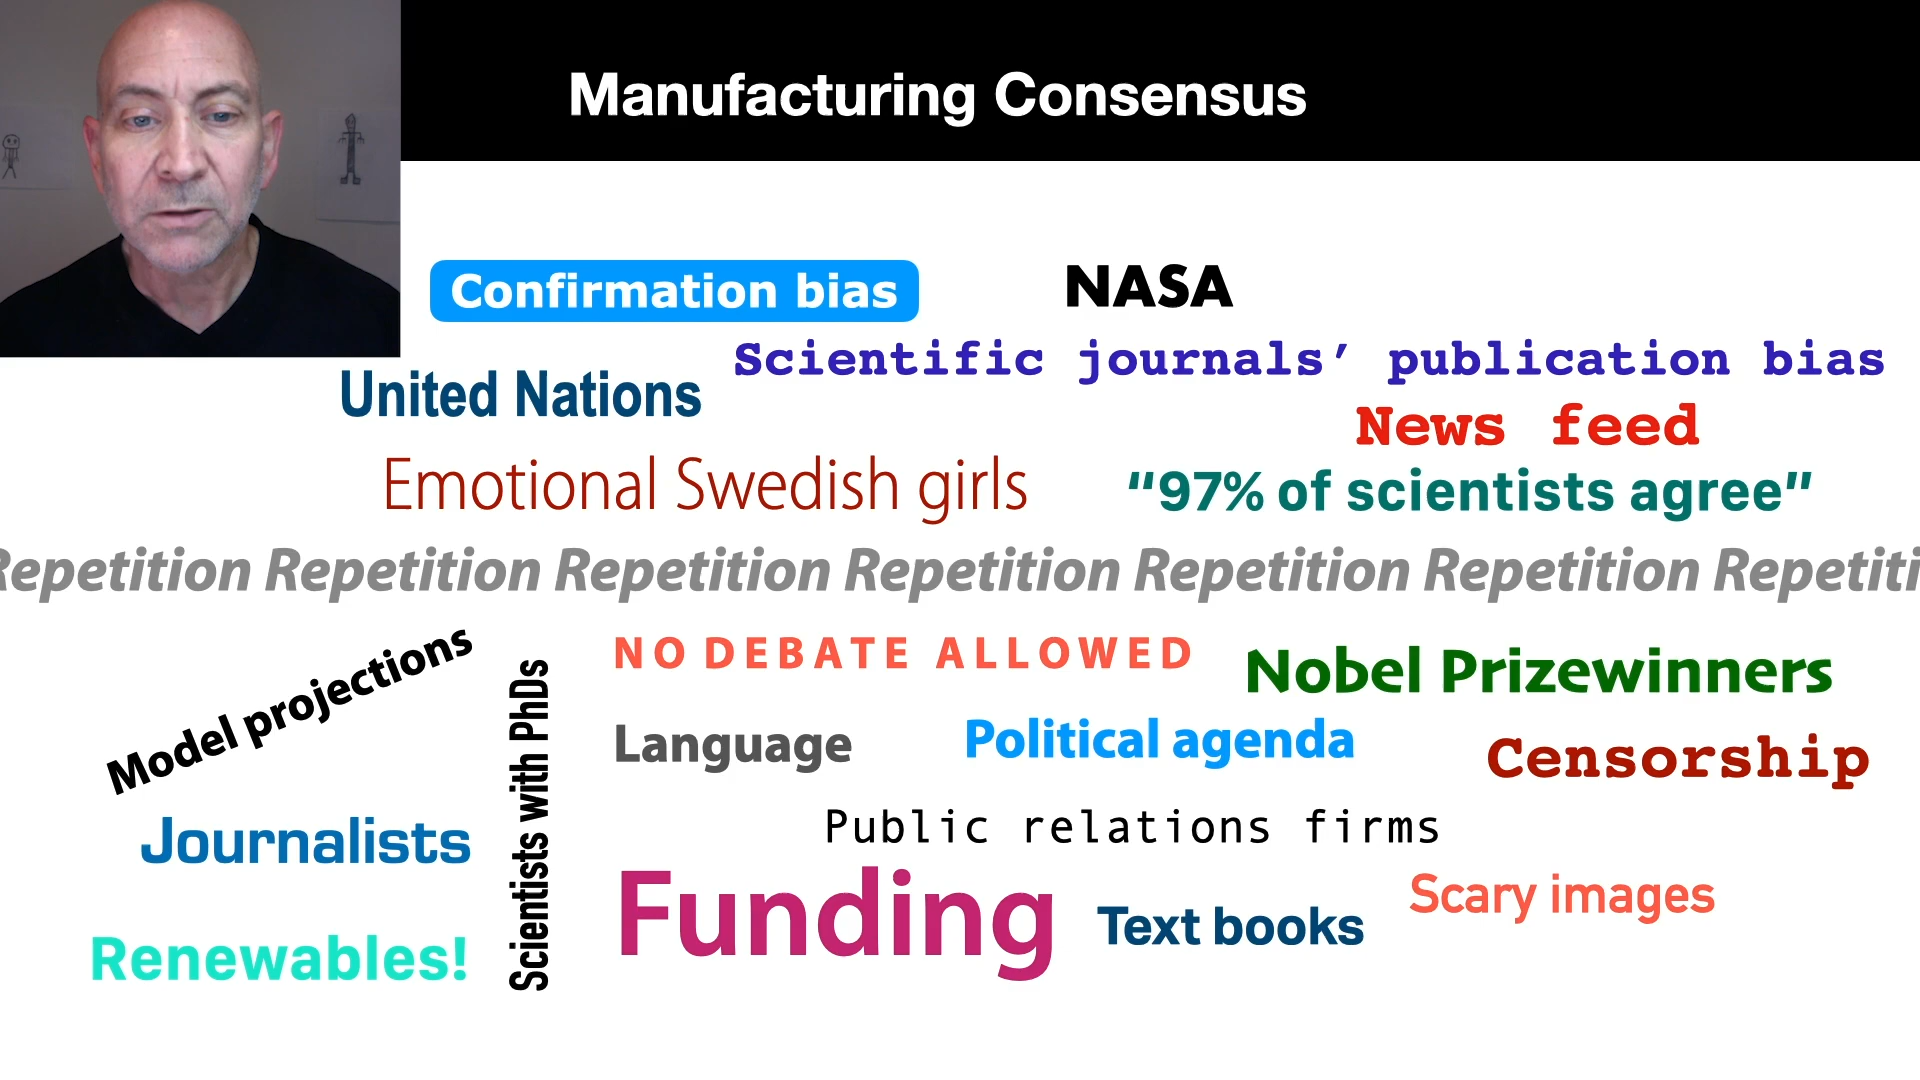 Manufacturing Consensus
Confirmation bias
NASA
Scientific journals’ publication bias
United Nations
News feed
Emotional Swedish girls
“97% of scientists agree”
Repetition Repetition Repetition Repetition Repetition Repetition Repetiti
Model projections
Scientists with PhDs
NO DEBATE ALLOWED
Nobel Prizewinners
Language
Political agenda
Censorship
Journalists
Public relations firms
Funding
Text books
Scary images
Renewables!